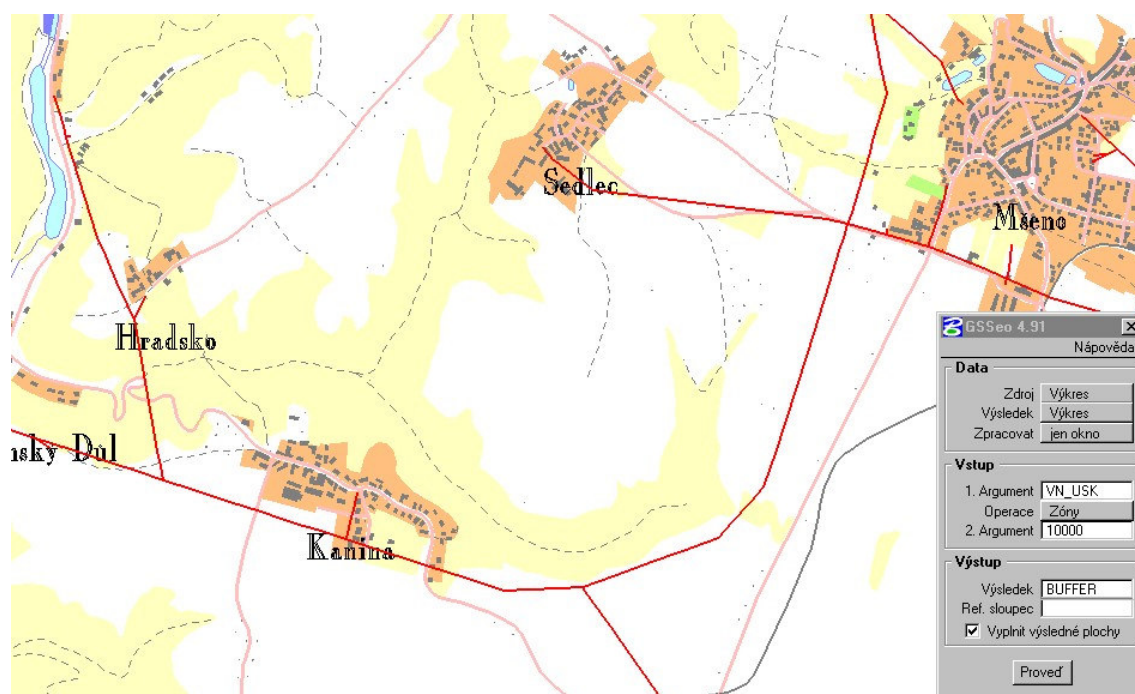 Sedlec
Mšeno
Hradsko
nský Důl
Kanina
GSSeo 4.91
Nápověda
Data
Zdroj Výkres
Výsledek Výkres
Zpracovat jen okno
Vstup
1. Argument VN_USK
Operace Zóny
2. Argument 10000
Výstup
Výsledek BUFFER
Ref. sloupec
Vyplnit výsledné plochy
Proveď